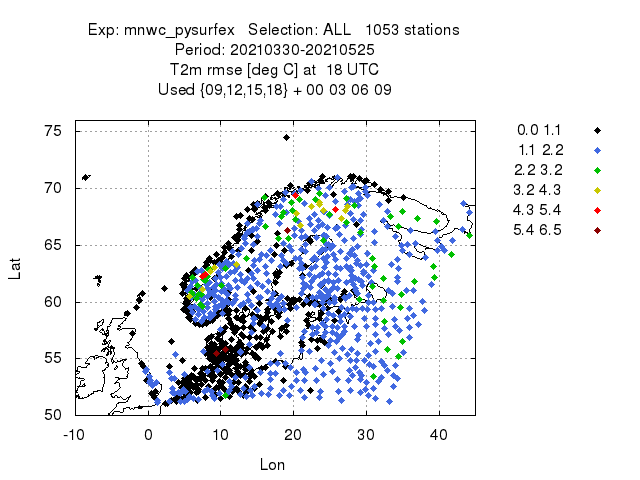 Exp: mnwc_pysurfex Selection: ALL 1053 stations
Period: 20210330-20210525
T2m rmse [deg C] at 18 UTC
Used {09,12,15,18} + 00 03 06 09
75
70
65
60
55
50
-10 0 10 20 30 40
Lat
Lon
0.0 1.1
1.1 2.2
2.2 3.2
3.2 4.3
4.3 5.4
5.4 6.5